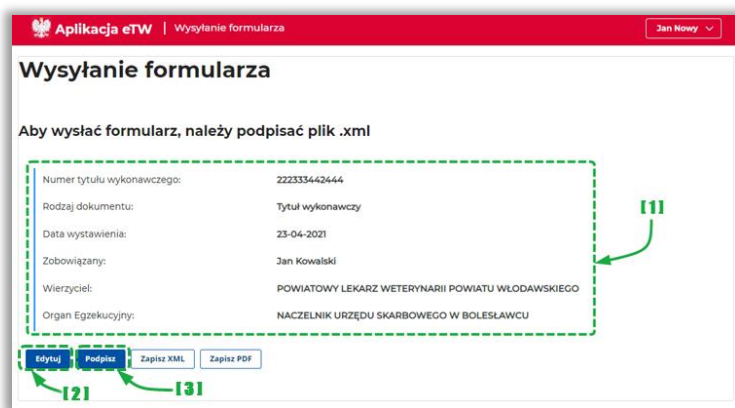 Aplikacja eTW | Wysyłanie formularza Jan Nowy
Wysyłanie formularza
Aby wysłać formularz, należy podpisać plik .xml
Numer tytułu wykonawczego: 222333442444
Rodzaj dokumentu: Tytuł wykonawczy
[1]
Data wystawienia: 23-04-2021
Zobowiązany: Jan Kowalski
Wierzyciel: POWIATOWY LEKARZ WETERYNARII POWIATU WŁODAWSKIEGO
Organ Egzekucyjny: NACZELNIK URZĘDU SKARBOWEGO W BOLESŁAWCU
Edytuj Podpisz Zapisz XML Zapisz PDF
[2] [3]